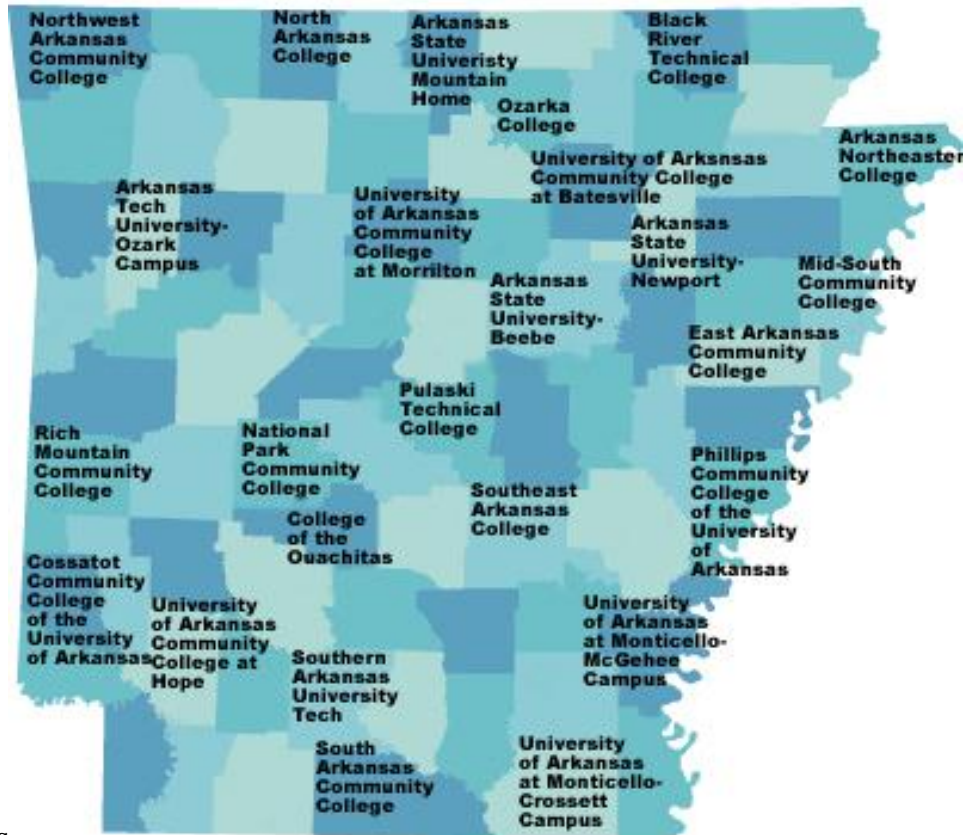 Northwest
Arkansas
Community
College
North
Arkansas
College
Arkansas
State
Univeristy
Mountain
Home
Black
River
Technical
College
Ozarka
College
Arkansas
Northeaster
College
University of Arksnsas
Community College
at Batesville
Arkansas
Tech
University-
Ozark
Campus
University
of Arkansas
Community
College
at Morrilton
Arkansas
State
University-
Newport
Mid-South
Community
College
Arkansas
State
University-
Beebe
East Arkansas
Community
College
Pulaski
Technical
College
Rich
Mountain
Community
College
National
Park
Community
College
Phillips
Community
College
of the
University
of
Arkansas
Southeast
Arkansas
College
College
of the
Ouachitas
Cossatot
Community
College
of the
University
of Arkansas
University
of Arkansas
Community
College at
Hope
University
of Arkansas
at Monticello-
McGehee
Campus
Southern
Arkansas
University
Tech
South
Arkansas
Community
College
University
of Arkansas
at Monticello-
Crossett
Campus